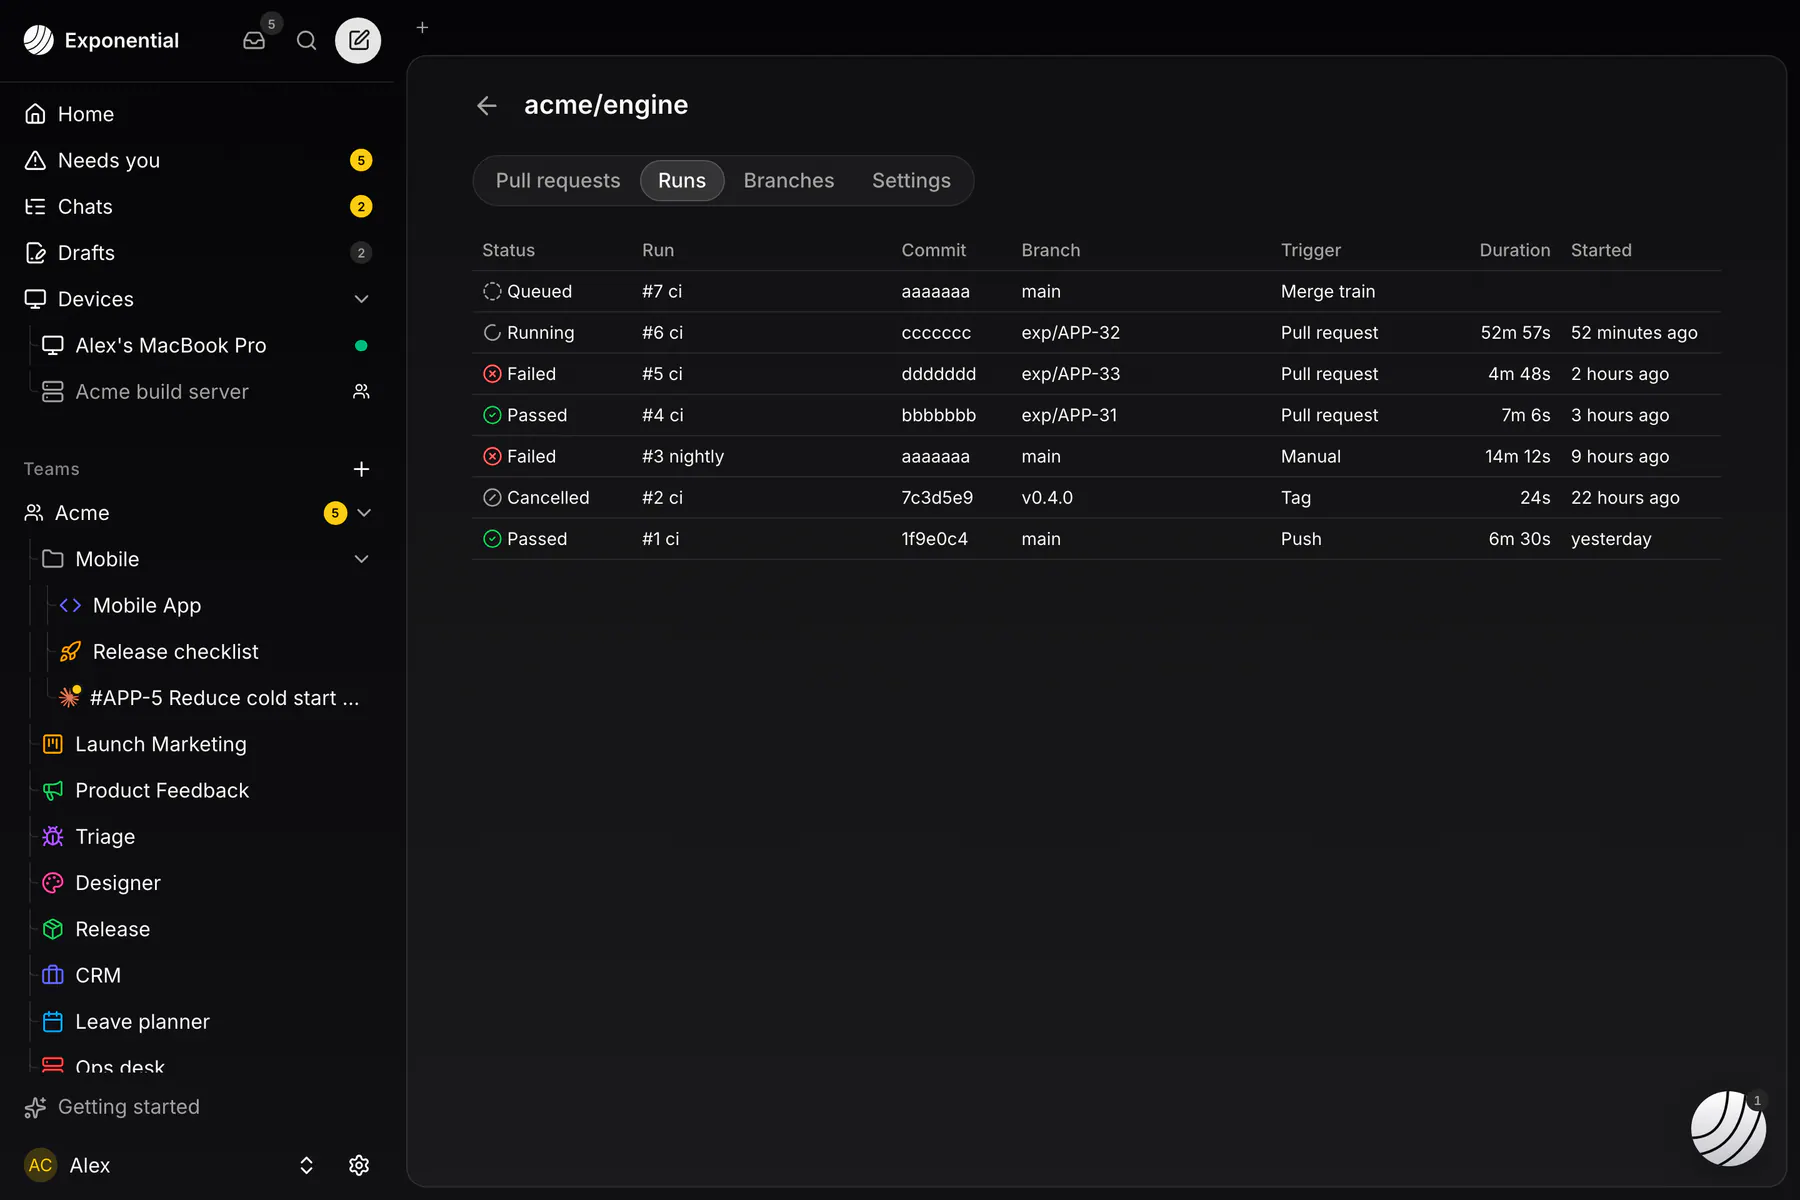 Exponential
5
Home
Needs you 5
Chats 2
Drafts 2
Devices
Alex's MacBook Pro
Acme build server
Teams
Acme 5
Mobile
Mobile App
Release checklist
#APP-5 Reduce cold start ...
Launch Marketing
Product Feedback
Triage
Designer
Release
CRM
Leave planner
Ops desk
Getting started
AC Alex
acme/engine
Pull requests Runs Branches Settings
Status Run Commit Branch Trigger Duration Started
Queued #7 ci aaaaaaa main Merge train
Running #6 ci ccccccc exp/APP-32 Pull request 52m 57s 52 minutes ago
Failed #5 ci ddddddd exp/APP-33 Pull request 4m 48s 2 hours ago
Passed #4 ci bbbbbbb exp/APP-31 Pull request 7m 6s 3 hours ago
Failed #3 nightly aaaaaaa main Manual 14m 12s 9 hours ago
Cancelled #2 ci 7c3d5e9 v0.4.0 Tag 24s 22 hours ago
Passed #1 ci 1f9e0c4 main Push 6m 30s yesterday
1